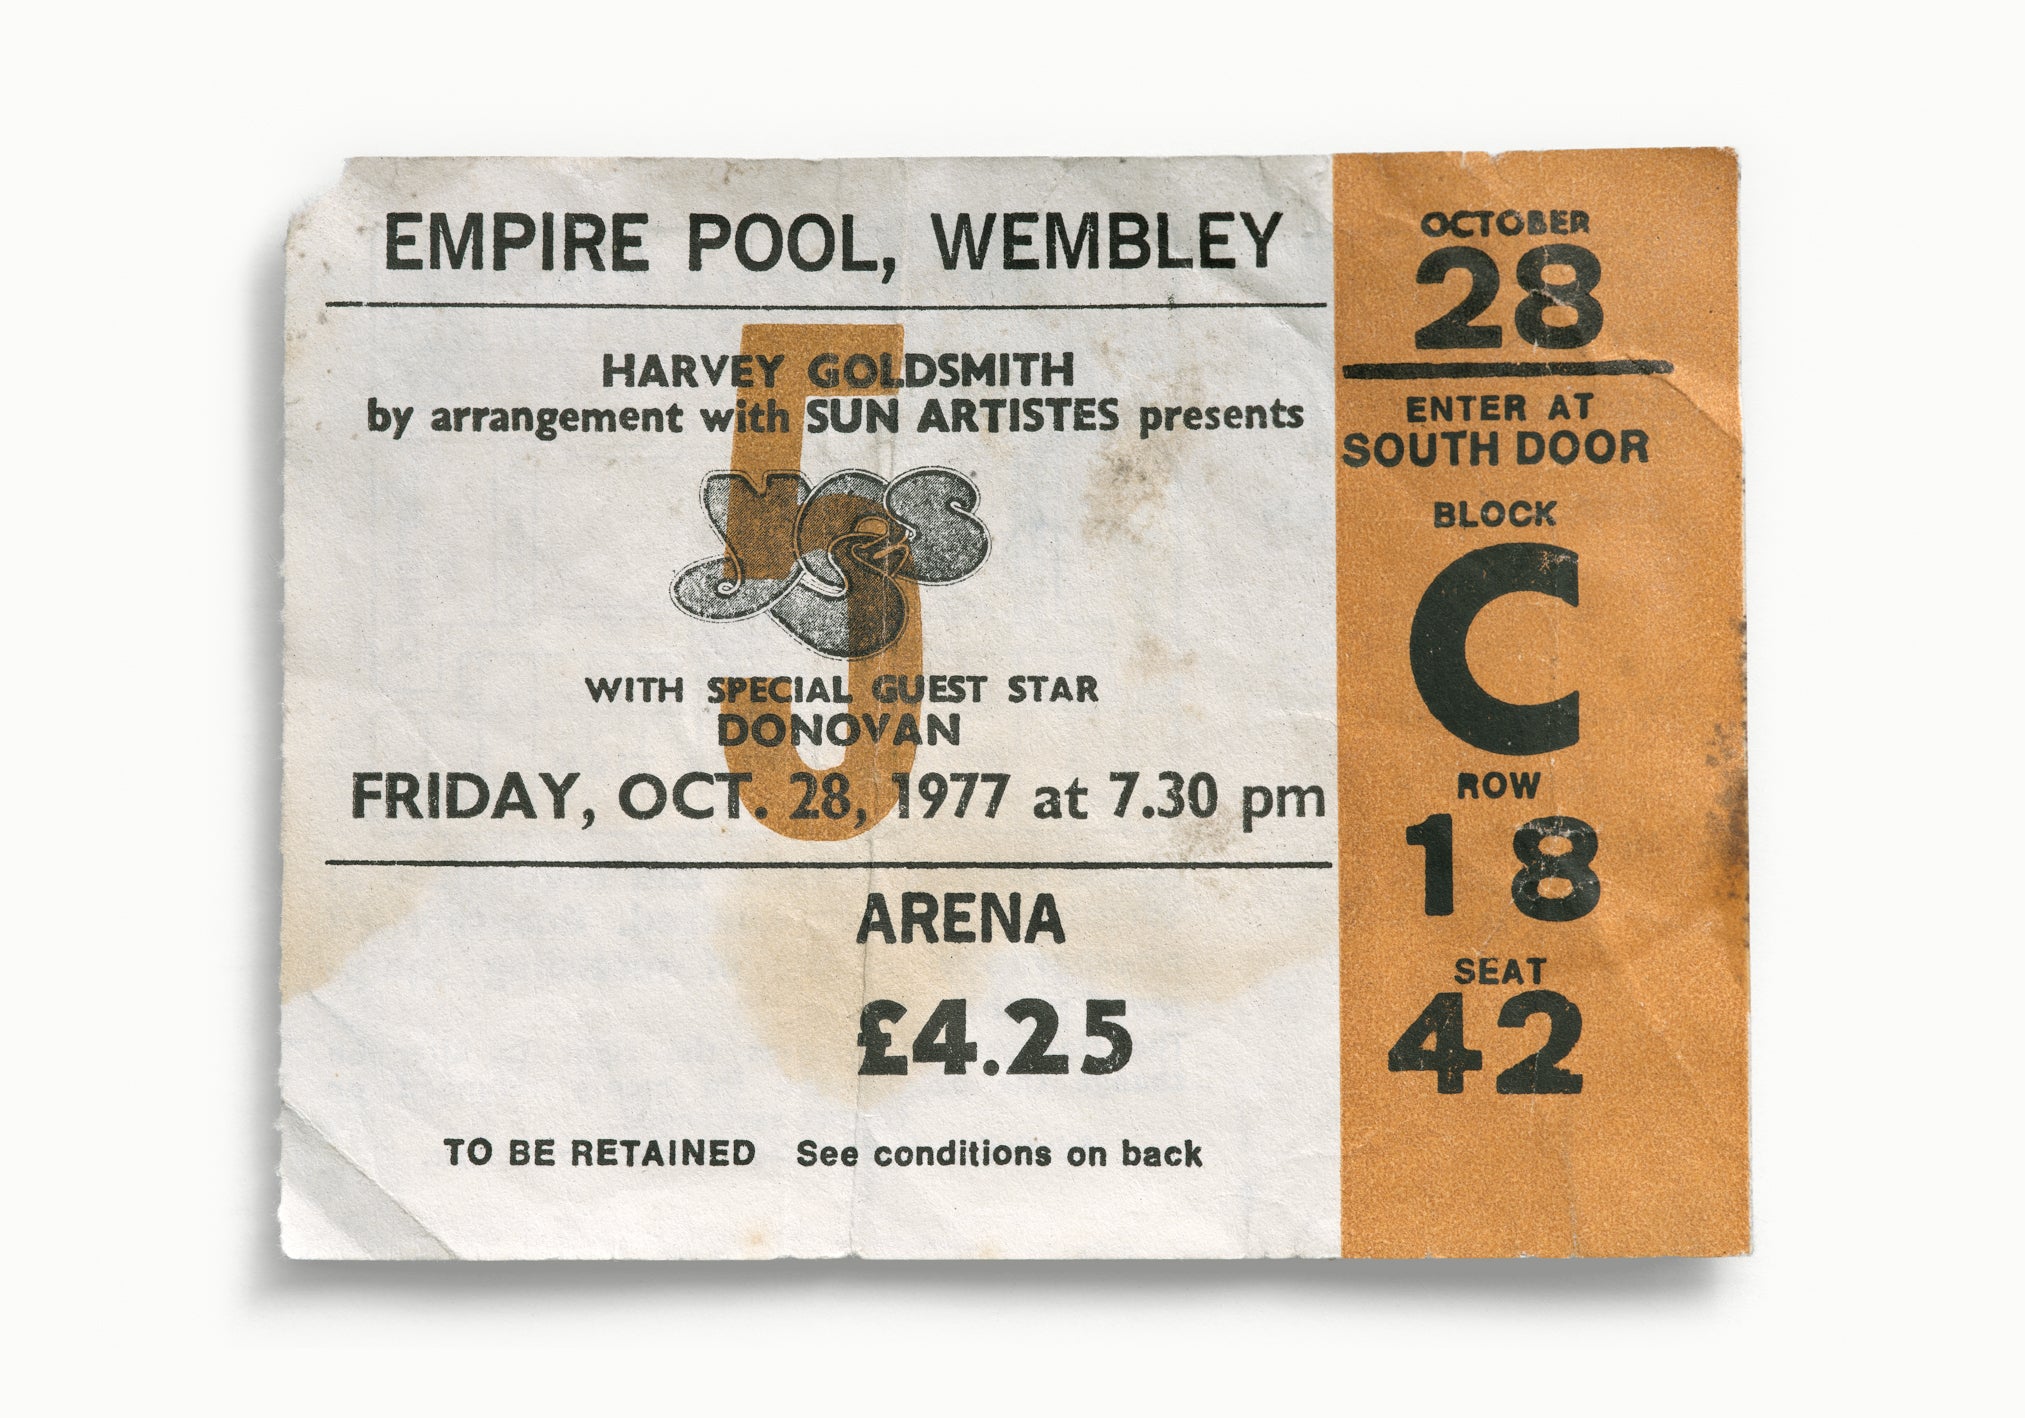 EMPIRE POOL, WEMBLEY
5
HARVEY GOLDSMITH
by arrangement with SUN ARTISTES presents
yes
WITH SPECIAL GUEST STAR
DONOVAN
FRIDAY, OCT. 28, 1977 at 7.30 pm
ARENA
£4.25
TO BE RETAINED See conditions on back
OCTOBER
28
ENTER AT
SOUTH DOOR
BLOCK
C
ROW
18
SEAT
42